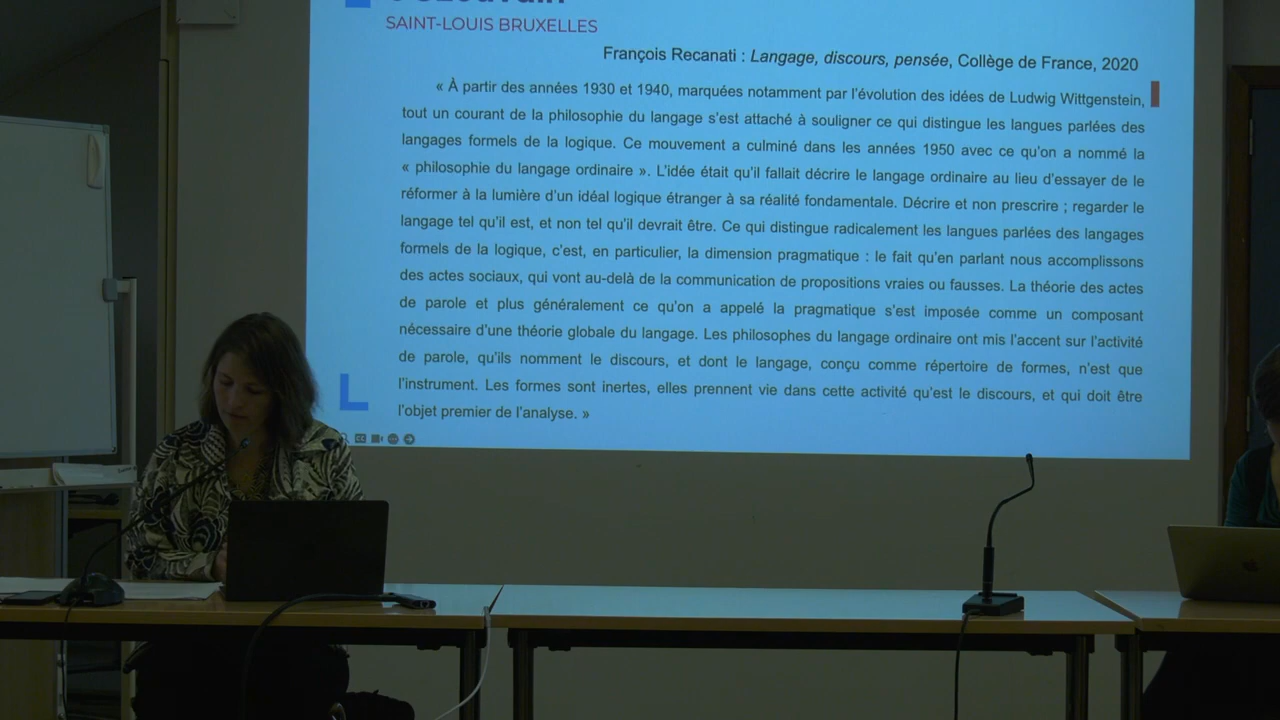 SAINT-LOUIS BRUXELLES
François Recanati : Langage, discours, pensée, Collège de France, 2020
« À partir des années 1930 et 1940, marquées notamment par l'évolution des idées de Ludwig Wittgenstein,
tout un courant de la philosophie du langage s'est attaché à souligner ce qui distingue les langues parlées des
langages formels de la logique. Ce mouvement a culminé dans les années 1950 avec ce qu'on a nommé la
« philosophie du langage ordinaire ». L'idée était qu'il fallait décrire le langage ordinaire au lieu d'essayer de le
réformer à la lumière d'un idéal logique étranger à sa réalité fondamentale. Décrire et non prescrire ; regarder le
langage tel qu'il est, et non tel qu'il devrait être. Ce qui distingue radicalement les langues parlées des langages
formels de la logique, c'est, en particulier, la dimension pragmatique : le fait qu'en parlant nous accomplissons
des actes sociaux, qui vont au-delà de la communication de propositions vraies ou fausses. La théorie des actes
de parole et plus généralement ce qu'on a appelé la pragmatique s'est imposée comme un composant
nécessaire d'une théorie globale du langage. Les philosophes du langage ordinaire ont mis l'accent sur l'activité
de parole, qu'ils nomment le discours, et dont le langage, conçu comme répertoire de formes, n'est que
l'instrument. Les formes sont inertes, elles prennent vie dans cette activité qu'est le discours, et qui doit être
l'objet premier de l'analyse. »